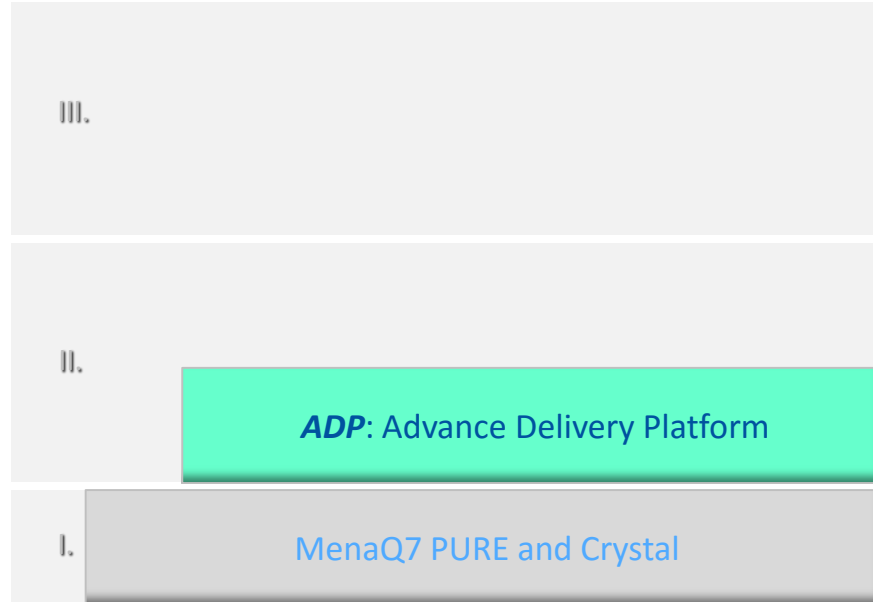 III.
II.
ADP: Advance Delivery Platform
I.
MenaQ7 PURE and Crystal